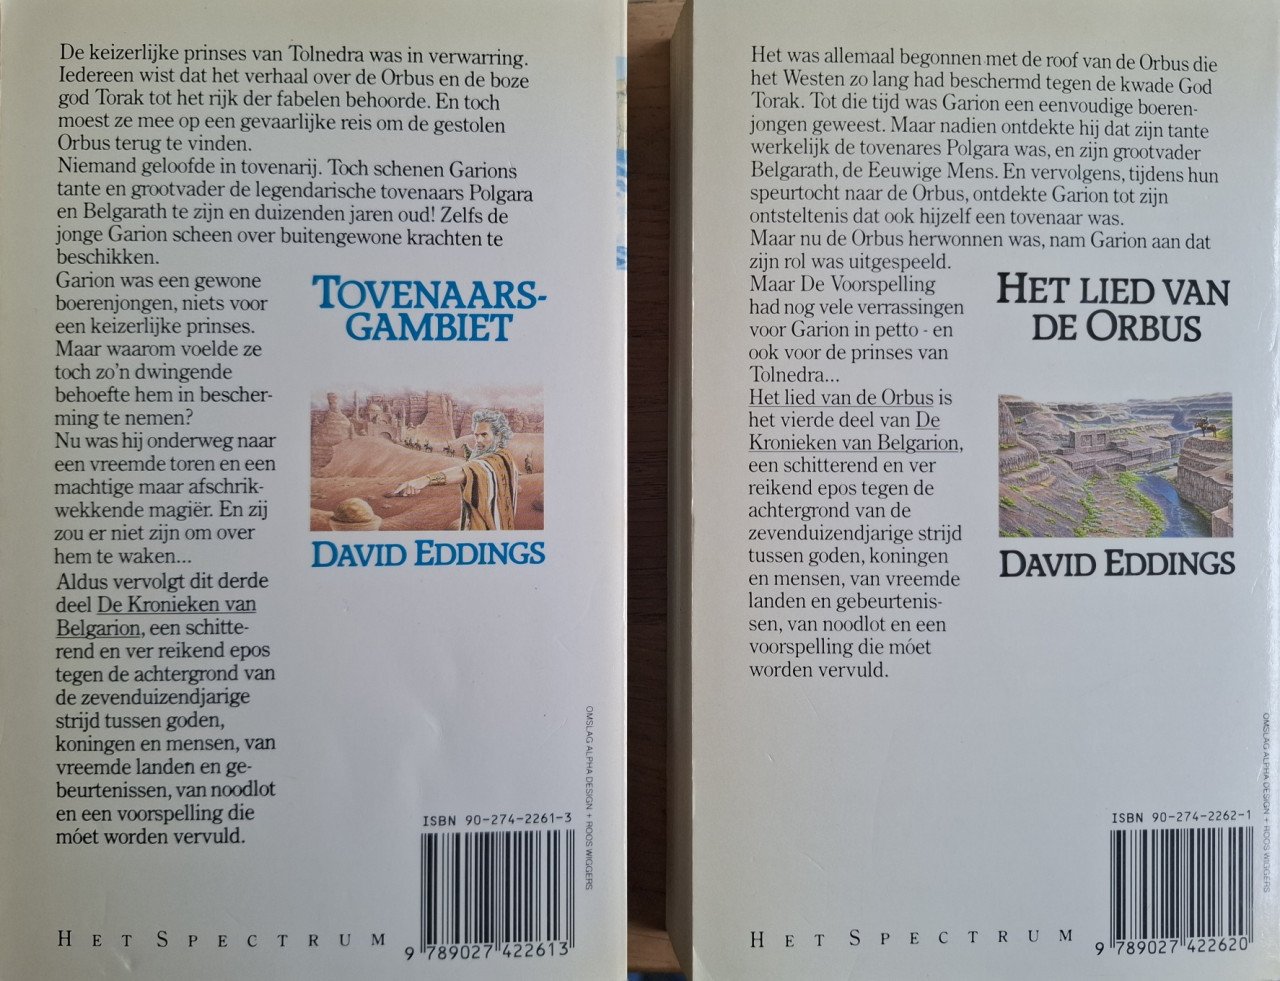 De keizerlijke prinses van Tolnedra was in verwarring.
Iedereen wist dat het verhaal over de Orbus en de boze
god Torak tot het rijk der fabelen behoorde. En toch
moest ze mee op een gevaarlijke reis om de gestolen
Orbus terug te vinden.
Niemand geloofde in tovenarij. Toch schenen Garions
tante en grootvader de legendarische tovenaars Polgara
en Belgarath te zijn en duizenden jaren oud! Zelfs de
jonge Garion scheen over buitengewone krachten te
beschikken.
Garion was een gewone
boerenjongen, niets voor
een keizerlijke prinses.
Maar waarom voelde ze
toch zo'n dwingende
behoefte hem in bescher-
ming te nemen?
Nu was hij onderweg naar
een vreemde toren en een
machtige maar afschrik-
wekkende magiër. En zij
zou er niet zijn om over
hem te waken...
Aldus vervolgt dit derde
deel De Kronieken van
Belgarion, een schitte-
rend en ver reikend epos
tegen de achtergrond van
de zevenduizendjarige
strijd tussen goden,
koningen en mensen, van
vreemde landen en ge-
beurtenissen, van noodlot
en een voorspelling die
móet worden vervuld.
TOVENAARS-
GAMBIET
DAVID EDDINGS
OMSLAG ALPHA DESIGN + ROOS WIGGERS
ISBN 90-274-2261-3
9 789027 422613
HET SPECTRUM
Het was allemaal begonnen met de roof van de Orbus die
het Westen zo lang had beschermd tegen de kwade God
Torak. Tot die tijd was Garion een eenvoudige boeren-
jongen geweest. Maar nadien ontdekte hij dat zijn tante
werkelijk de tovenares Polgara was, en zijn grootvader
Belgarath, de Eeuwige Mens. En vervolgens, tijdens hun
speurtocht naar de Orbus, ontdekte Garion tot zijn
ontsteltenis dat ook hijzelf een tovenaar was.
Maar nu de Orbus herwonnen was, nam Garion aan dat
zijn rol was uitgespeeld.
Maar De Voorspelling
had nog vele verrassingen
voor Garion in petto - en
ook voor de prinses van
Tolnedra...
Het lied van de Orbus is
het vierde deel van De
Kronieken van Belgarion,
een schitterend en ver
reikend epos tegen de
achtergrond van de
zevenduizendjarige strijd
tussen goden, koningen
en mensen, van vreemde
landen en gebeurtenis-
sen, van noodlot en een
voorspelling die móet
worden vervuld.
HET LIED VAN
DE ORBUS
DAVID EDDINGS
OMSLAG ALPHA DESIGN + ROOS WIGGERS
ISBN 90-274-2262-1
9 789027 422620
HET SPECTRUM